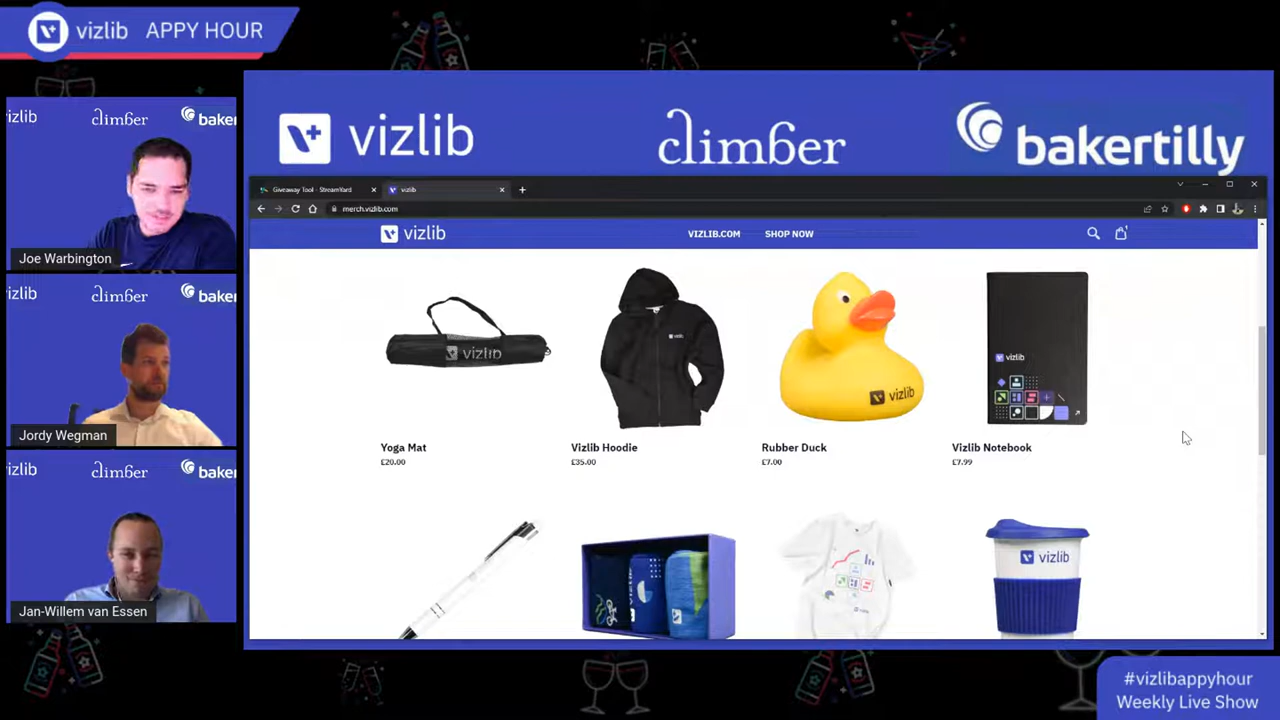 vizlib APPY HOUR
izlib climber baker
Joe Warbington
izlib climber baker
Jordy Wegman
izlib climber baker
Jan-Willem van Essen
vizlib climber bakertilly
Giveaway Tool - StreamYard
vizlib
merch.vizlib.com
vizlib VIZLIB.COM SHOP NOW
vizlib
vizlib
vizlib
vizlib
Yoga Mat
£20.00
Vizlib Hoodie
£35.00
Rubber Duck
£7.00
Vizlib Notebook
£7.99
vizlib
#vizlibappyhour
Weekly Live Show